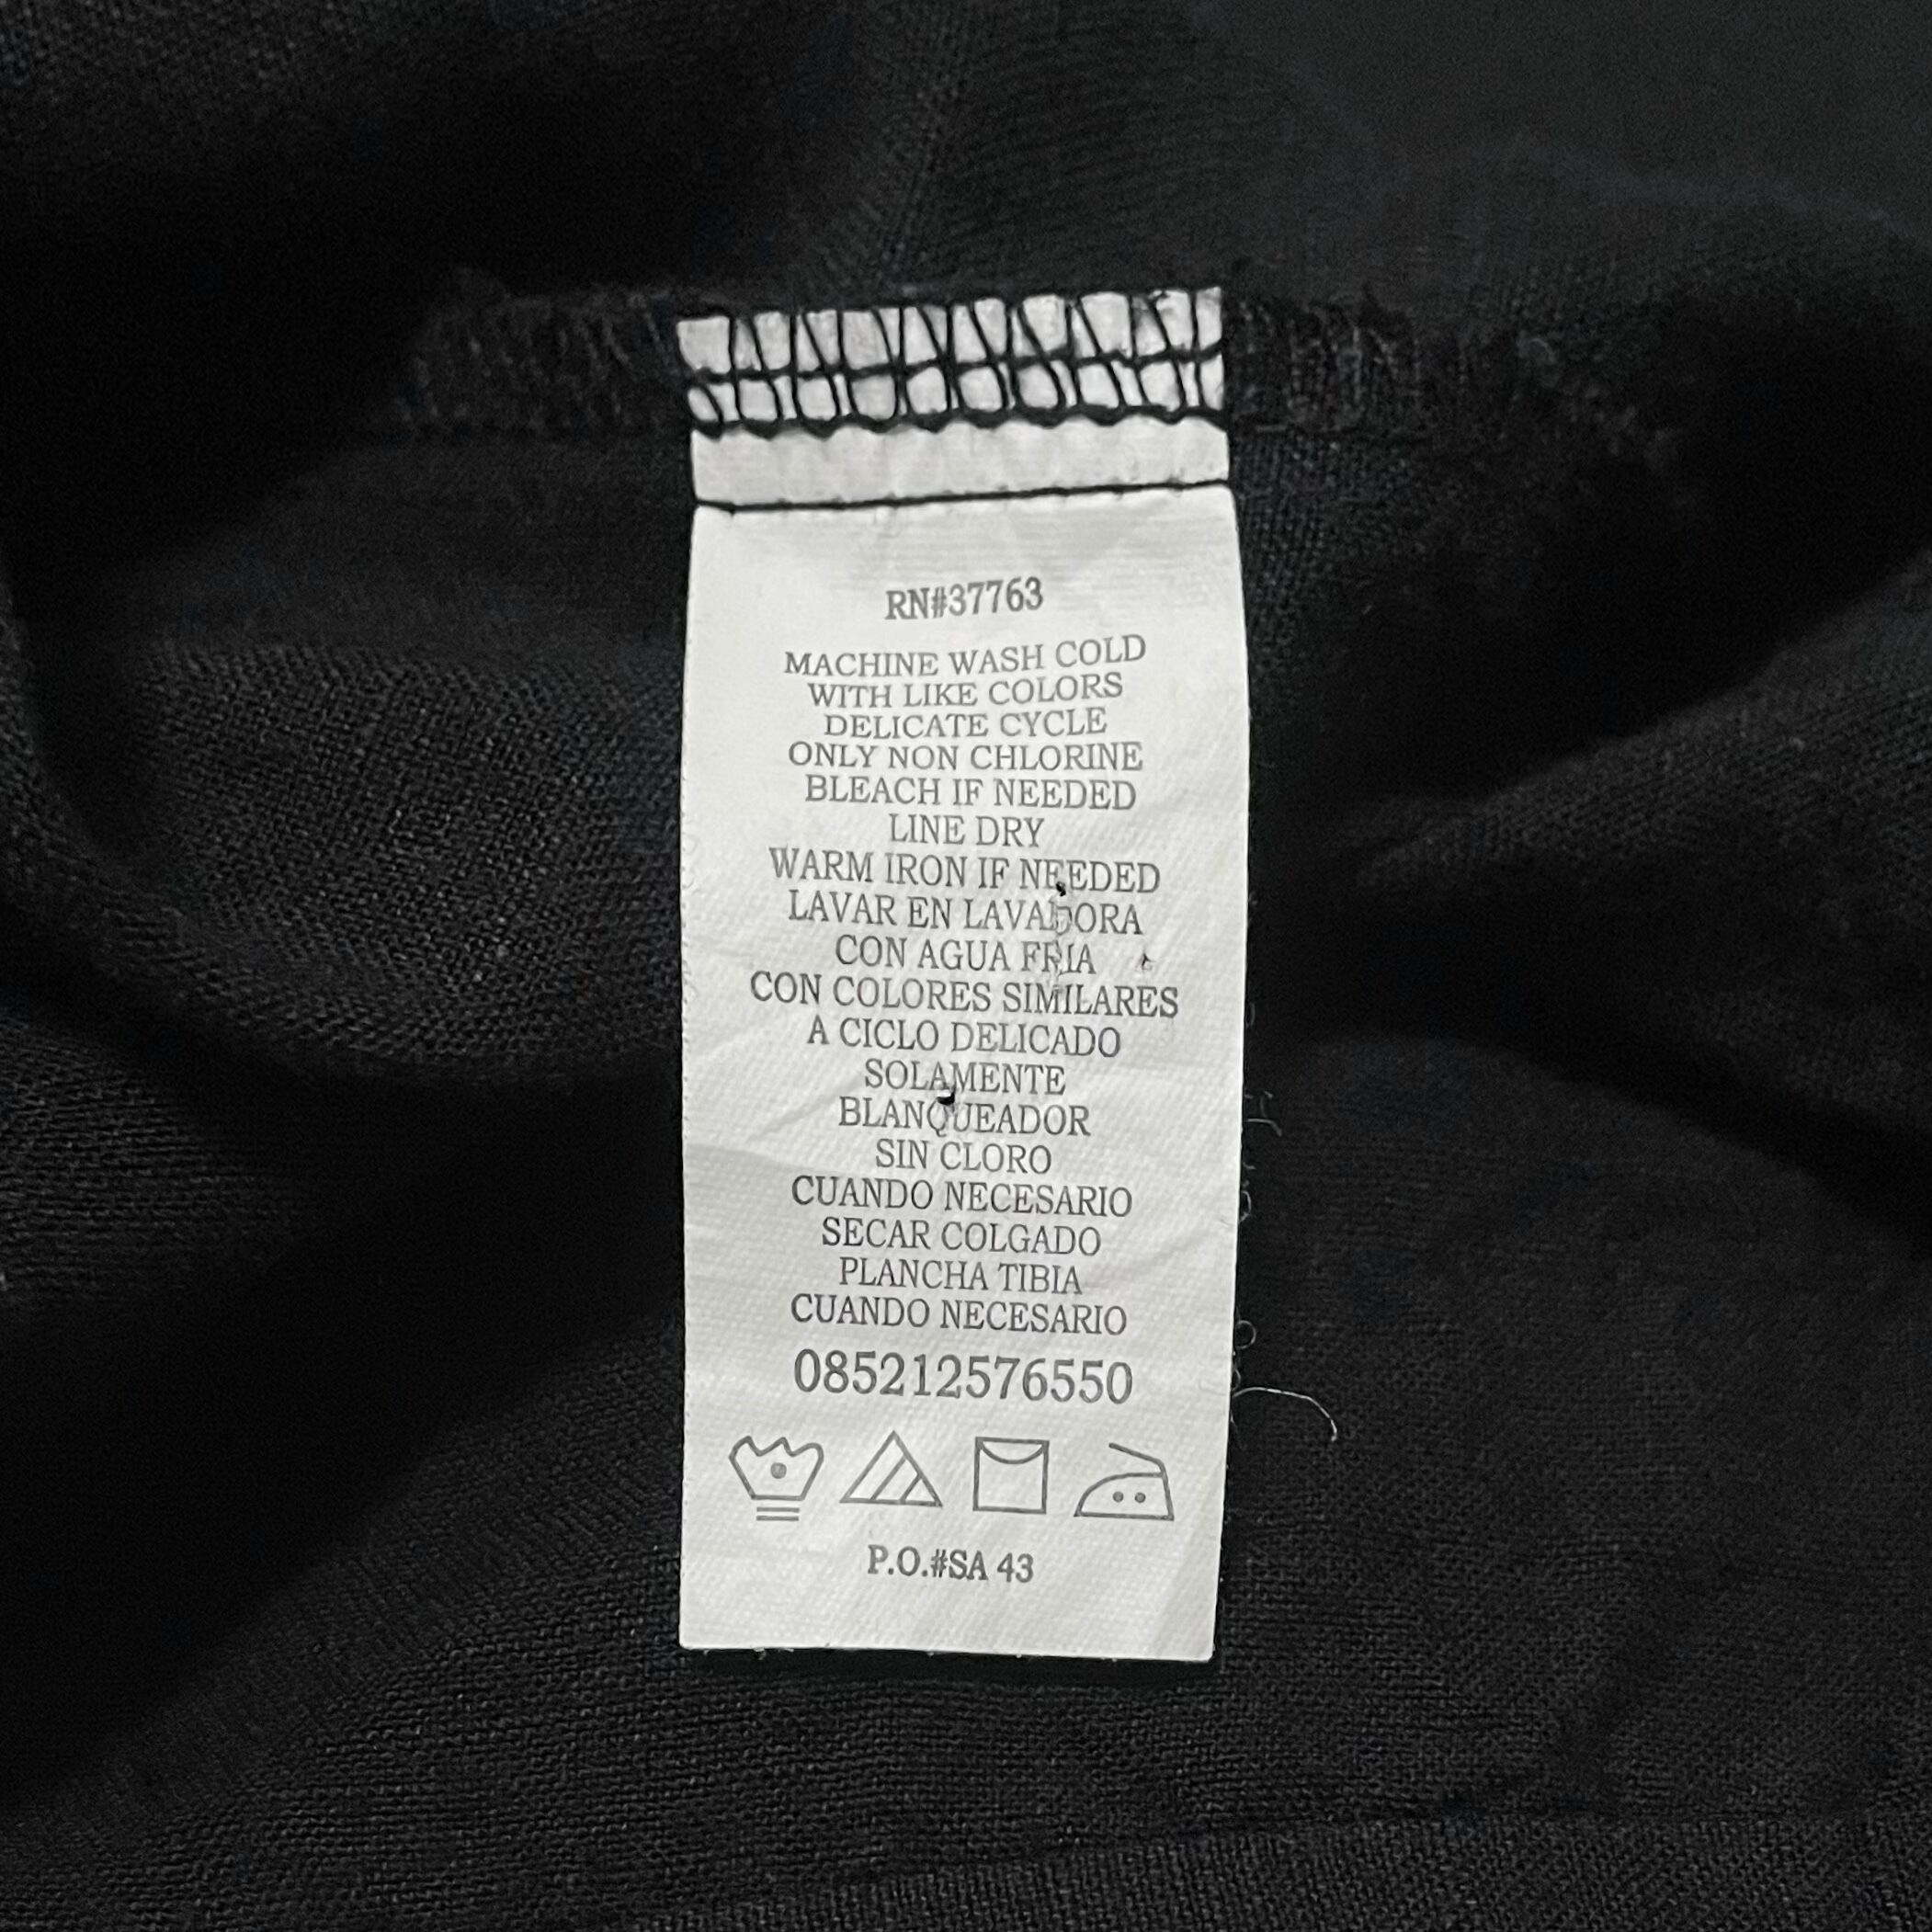 RN#37763
MACHINE WASH COLD
WITH LIKE COLORS
DELICATE CYCLE
ONLY NON CHLORINE
BLEACH IF NEEDED
LINE DRY
WARM IRON IF NEEDED
LAVAR EN LAVADORA
CON AGUA FRIA
CON COLORES SIMILARES
A CICLO DELICADO
SOLAMENTE
BLANQUEADOR
SIN CLORO
CUANDO NECESARIO
SECAR COLGADO
PLANCHA TIBIA
CUANDO NECESARIO
085212576550
P.O.#SA 43